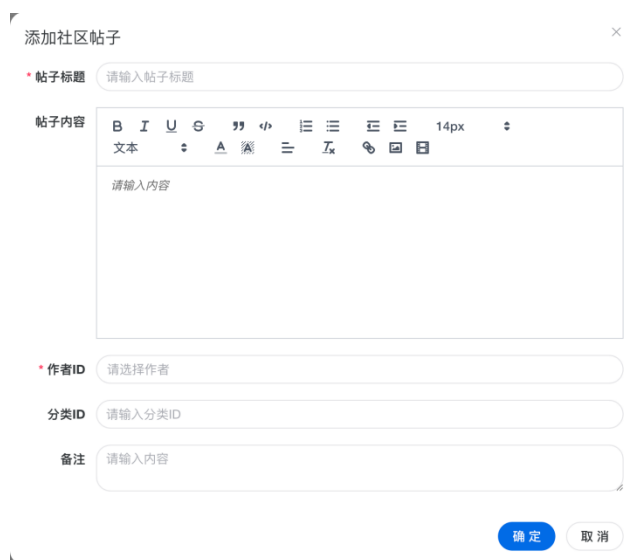 添加社区帖子
* 帖子标题 请输入帖子标题
帖子内容
B I U S 14px
文本 A A Tx
请输入内容
* 作者ID 请选择作者
分类ID 请输入分类ID
备注 请输入内容
确定 取消